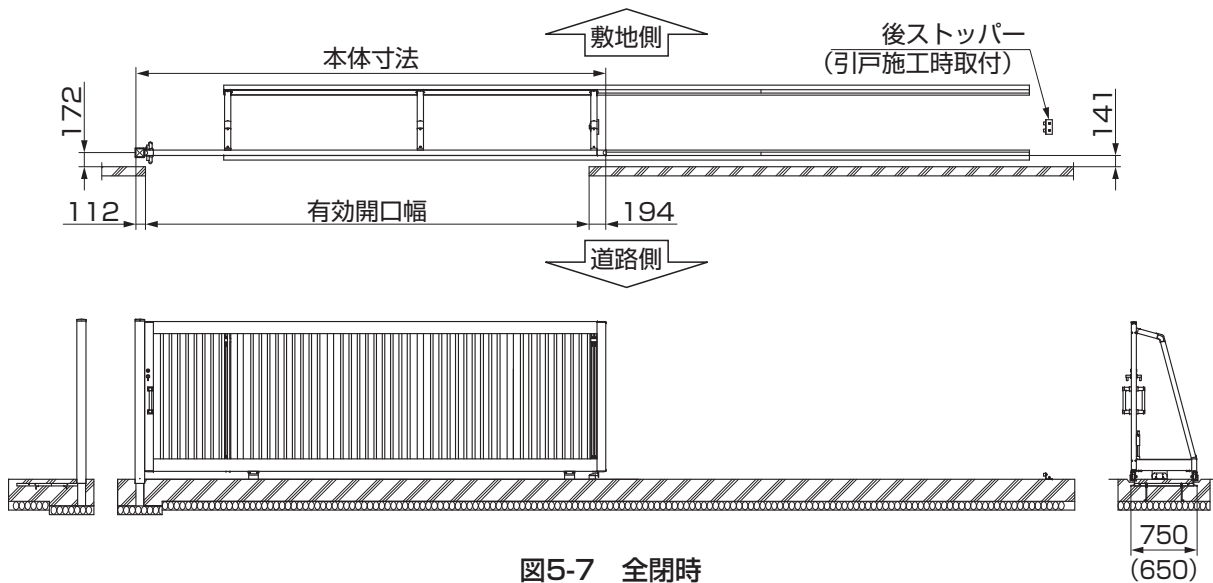 敷地側
本体寸法
後ストッパー
(引戸施工時取付)
172
141
112
有効開口幅
194
道路側
750
(650)
図5-7 全閉時